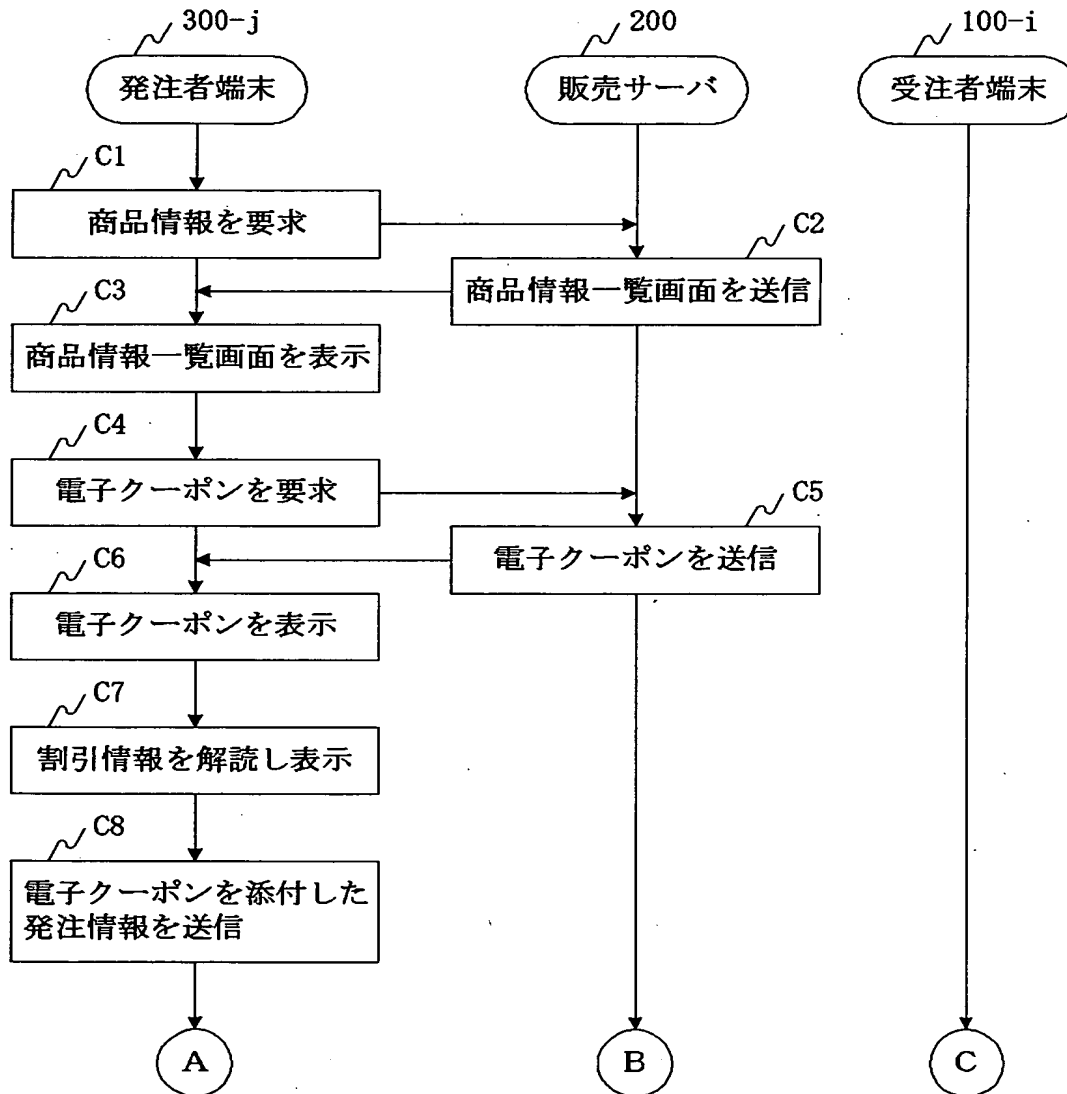 300-j
200
100-i
発注者端末
販売サーバ
受注者端末
C1
商品情報を要求
C2
商品情報一覧画面を送信
C3
商品情報一覧画面を表示
C4
電子クーポンを要求
C5
電子クーポンを送信
C6
電子クーポンを表示
C7
割引情報を解読し表示
C8
電子クーポンを添付した
発注情報を送信
A
B
C